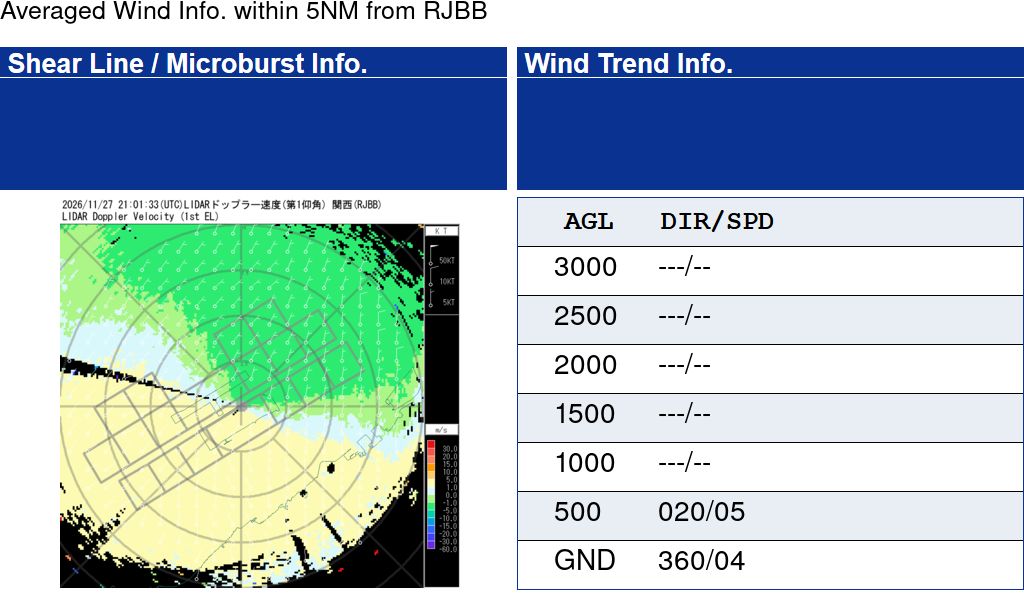 Averaged Wind Info. within 5NM from RJBB
Shear Line / Microburst Info.
Wind Trend Info.
2026/11/27 21:01:33(UTC)LIDARドップラー速度(第1仰角) 関西(RJBB)
LIDAR Doppler Velocity (1st EL)
KT
50KT
10KT
5KT
m/s
30.0
20.0
15.0
10.0
5.0
1.0
0.0
-1.0
-5.0
-10.0
-15.0
-20.0
-30.0
-60.0
AGL DIR/SPD
3000 ---/--
2500 ---/--
2000 ---/--
1500 ---/--
1000 ---/--
500 020/05
GND 360/04